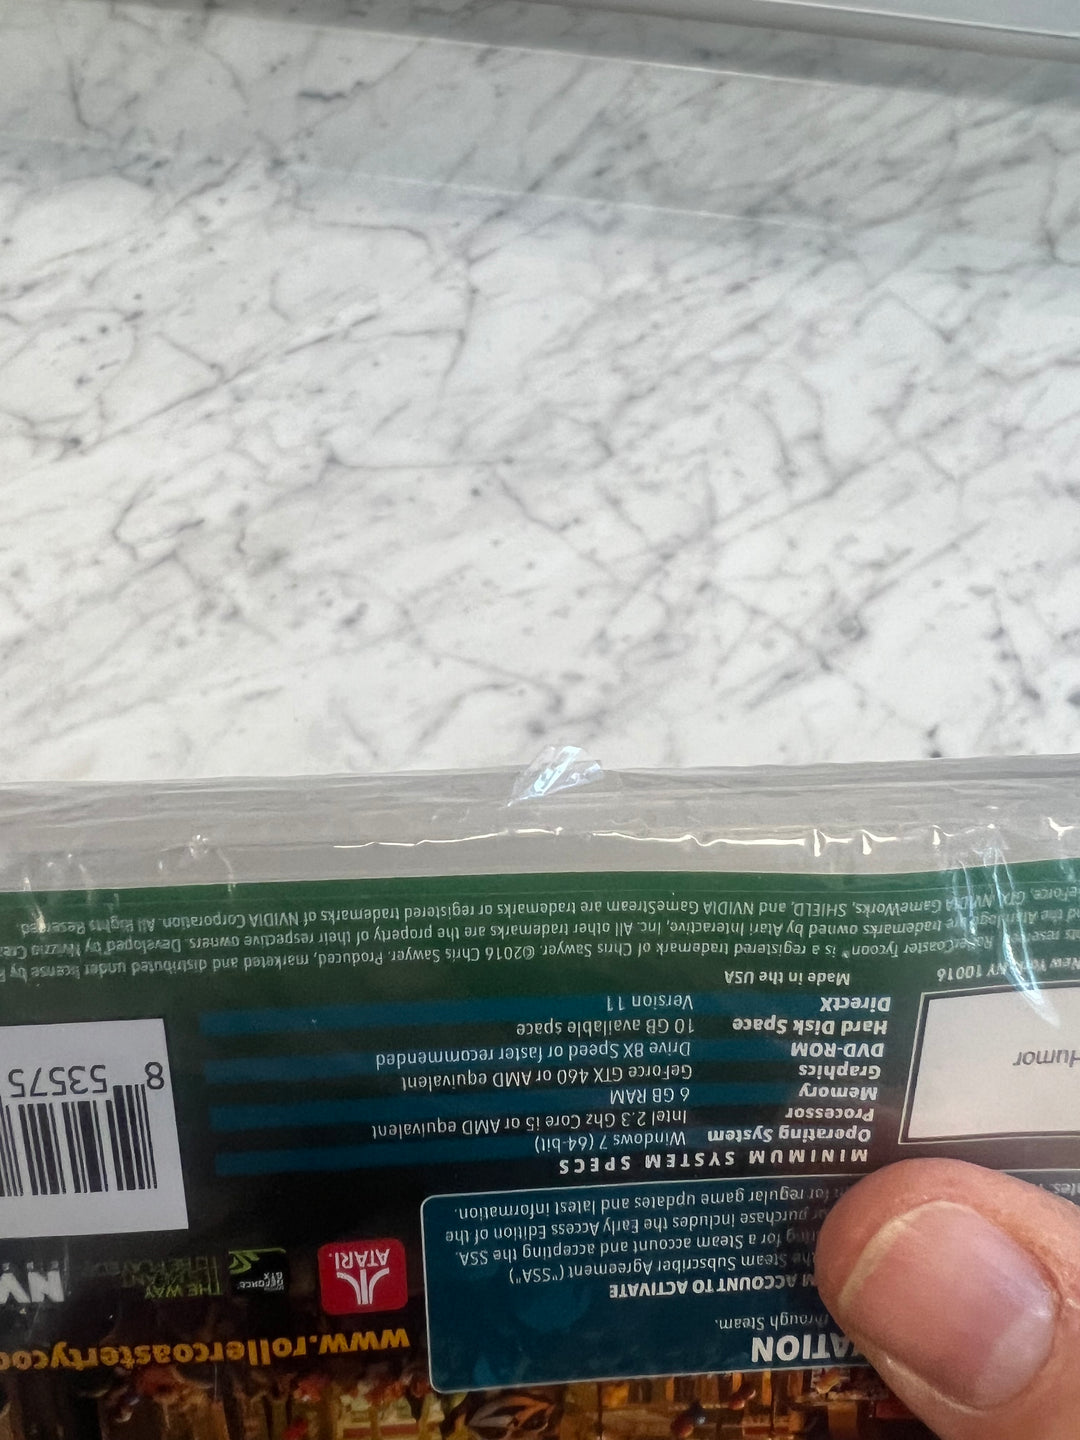 ATION
through Steam.
M ACCOUNT TO ACTIVATE
the Steam Subscriber Agreement ("SSA")
for a Steam account and accepting the SSA.
purchase includes the Early Access Edition of the
for regular game updates and latest information.
www.rollercoastertycoo
ATARI
GEFORCE GTX
THE WAY
NV
MINIMUM SYSTEM SPECS
Operating System Windows 7 (64-bit)
Processor Intel 2.3 Ghz Core i5 or AMD equivalent
Memory 6 GB RAM
Graphics GeForce GTX 460 or AMD equivalent
DVD-ROM Drive 8X Speed or faster recommended
Hard Disk Space 10 GB available space
DirectX Version 11
Made in the USA
8 53575
Humor
NY 10016
RollerCoaster Tycoon® is a registered trademark of Chris Sawyer. ©2016 Chris Sawyer. Produced, marketed and distributed under license by
are trademarks owned by Atari Interactive, Inc. All other trademarks are the property of their respective owners. Developed by Nvizzio
GeForce, GTX, NVIDIA GameWorks, SHIELD, and NVIDIA GameStream are trademarks or registered trademarks of NVIDIA Corporation. All Rights Reserved.